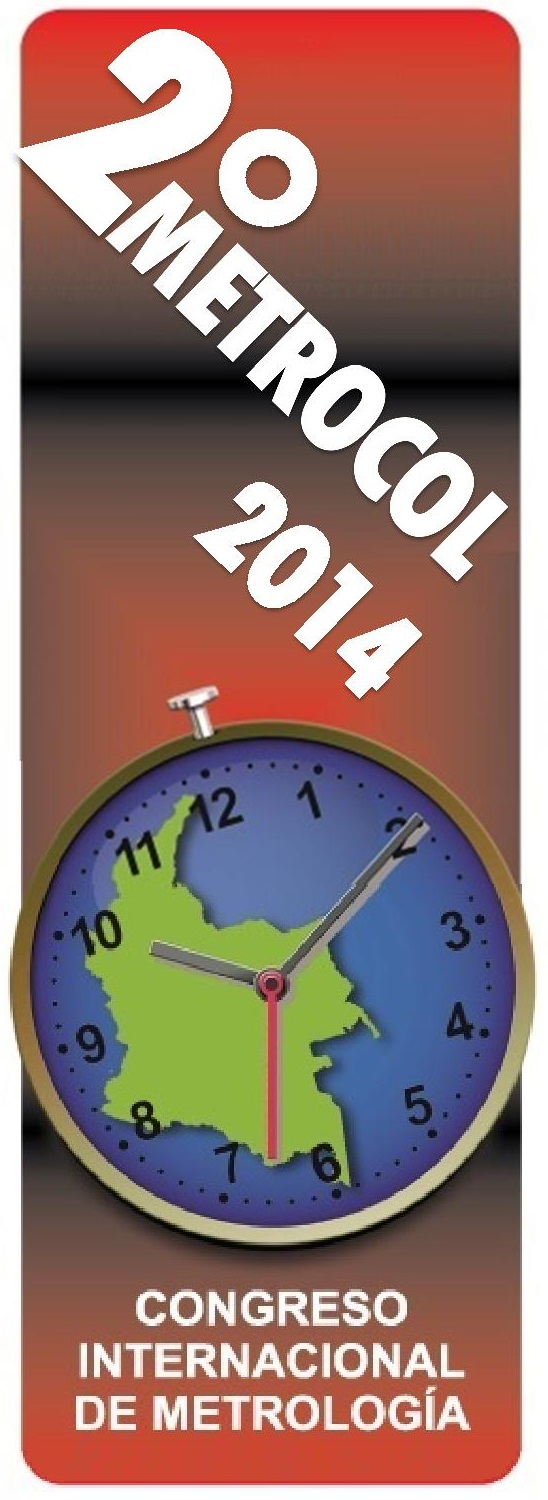 2º
METROCOL
2014
12
1
2
3
4
5
6
7
8
9
10
11
CONGRESO
INTERNACIONAL
DE METROLOGÍA